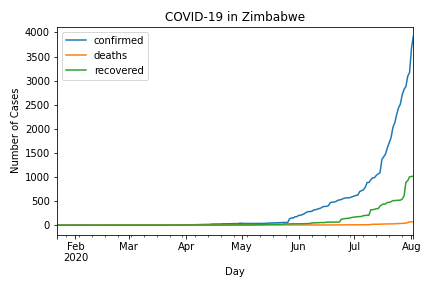 COVID-19 in Zimbabwe
confirmed
deaths
recovered
Number of Cases
4000
3500
3000
2500
2000
1500
1000
500
0
Feb Mar Apr May Jun Jul Aug
2020
Day